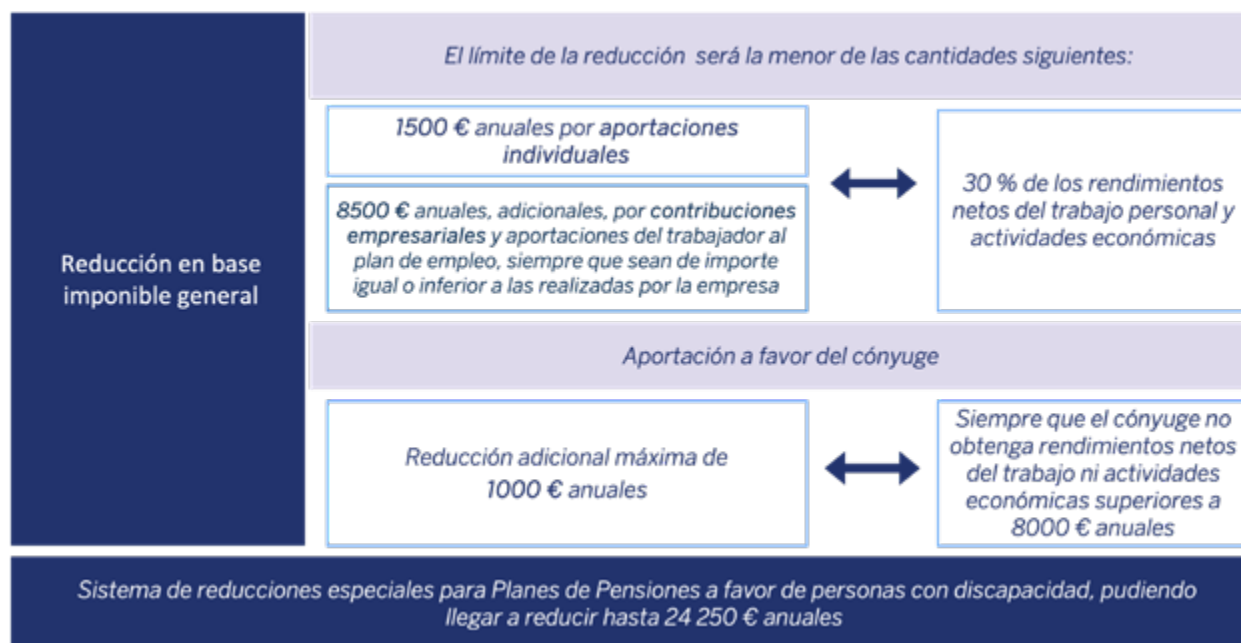 El límite de la reducción será la menor de las cantidades siguientes:
Reducción en base
imponible general
1500 € anuales por aportaciones
individuales
8500 € anuales, adicionales, por contribuciones
empresariales y aportaciones del trabajador al
plan de empleo, siempre que sean de importe
igual o inferior a las realizadas por la empresa
30 % de los rendimientos
netos del trabajo personal y
actividades económicas
Aportación a favor del cónyuge
Reducción adicional máxima de
1000 € anuales
Siempre que el cónyuge no
obtenga rendimientos netos
del trabajo ni actividades
económicas superiores a
8000 € anuales
Sistema de reducciones especiales para Planes de Pensiones a favor de personas con discapacidad, pudiendo
llegar a reducir hasta 24 250 € anuales